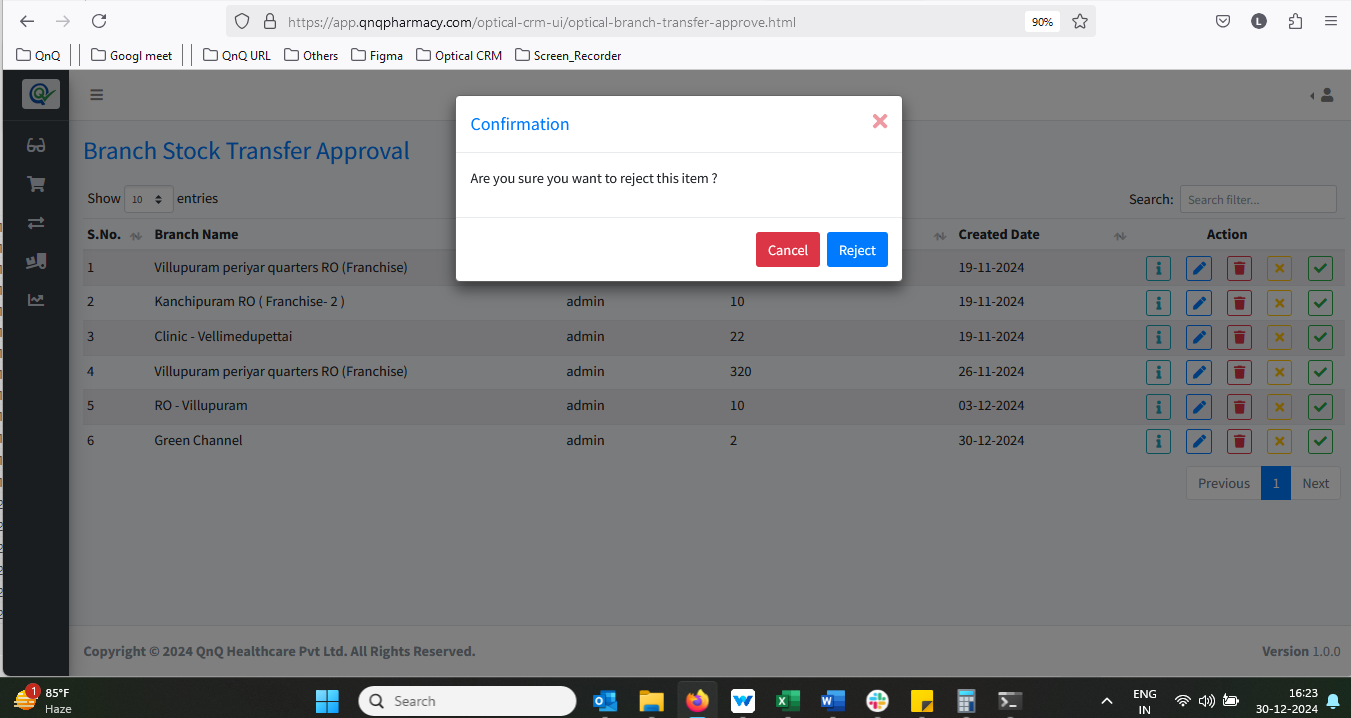 https://app.qnqpharmacy.com/optical-crm-ui/optical-branch-transfer-approve.html 90% L
QnQ Googl meet QnQ URL Others Figma Optical CRM Screen_Recorder
Confirmation
Are you sure you want to reject this item ?
Cancel Reject
Branch Stock Transfer Approval
Show 10 entries Search: Search filter...
S.No. Branch Name Created Date Action
1 Villupuram periyar quarters RO (Franchise) 19-11-2024
2 Kanchipuram RO ( Franchise- 2 ) admin 10 19-11-2024
3 Clinic - Vellimedupettai admin 22 19-11-2024
4 Villupuram periyar quarters RO (Franchise) admin 320 26-11-2024
5 RO - Villupuram admin 10 03-12-2024
6 Green Channel admin 2 30-12-2024
Previous 1 Next
Copyright © 2024 QnQ Healthcare Pvt Ltd. All Rights Reserved. Version 1.0.0
1 85°F Search ENG 16:23
Haze IN 30-12-2024